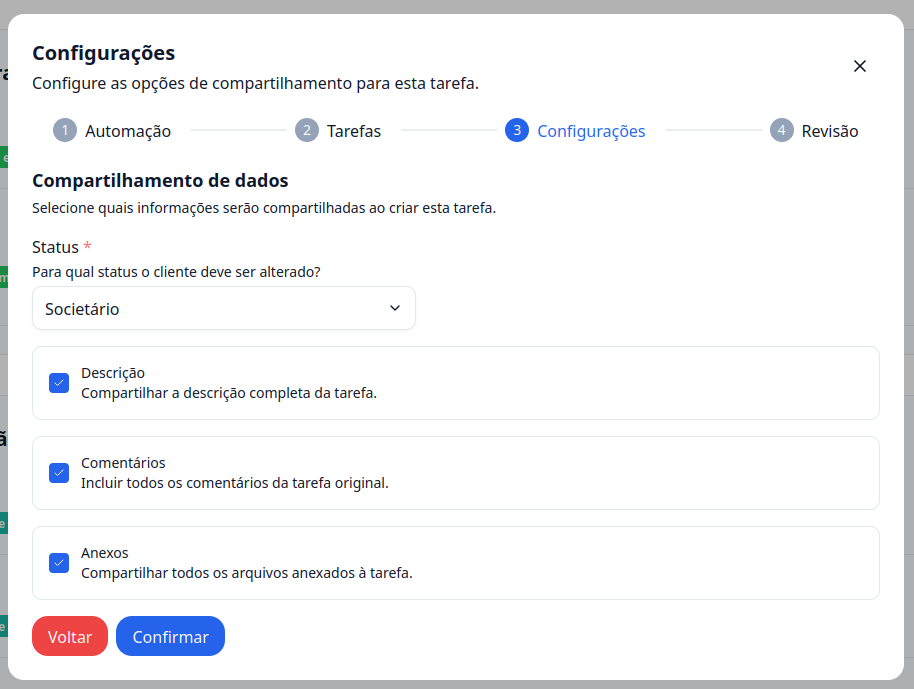 Configurações
Configure as opções de compartilhamento para esta tarefa.
1 Automação 2 Tarefas 3 Configurações 4 Revisão
Compartilhamento de dados
Selecione quais informações serão compartilhadas ao criar esta tarefa.
Status *
Para qual status o cliente deve ser alterado?
Societário
Descrição
Compartilhar a descrição completa da tarefa.
Comentários
Incluir todos os comentários da tarefa original.
Anexos
Compartilhar todos os arquivos anexados à tarefa.
Voltar Confirmar